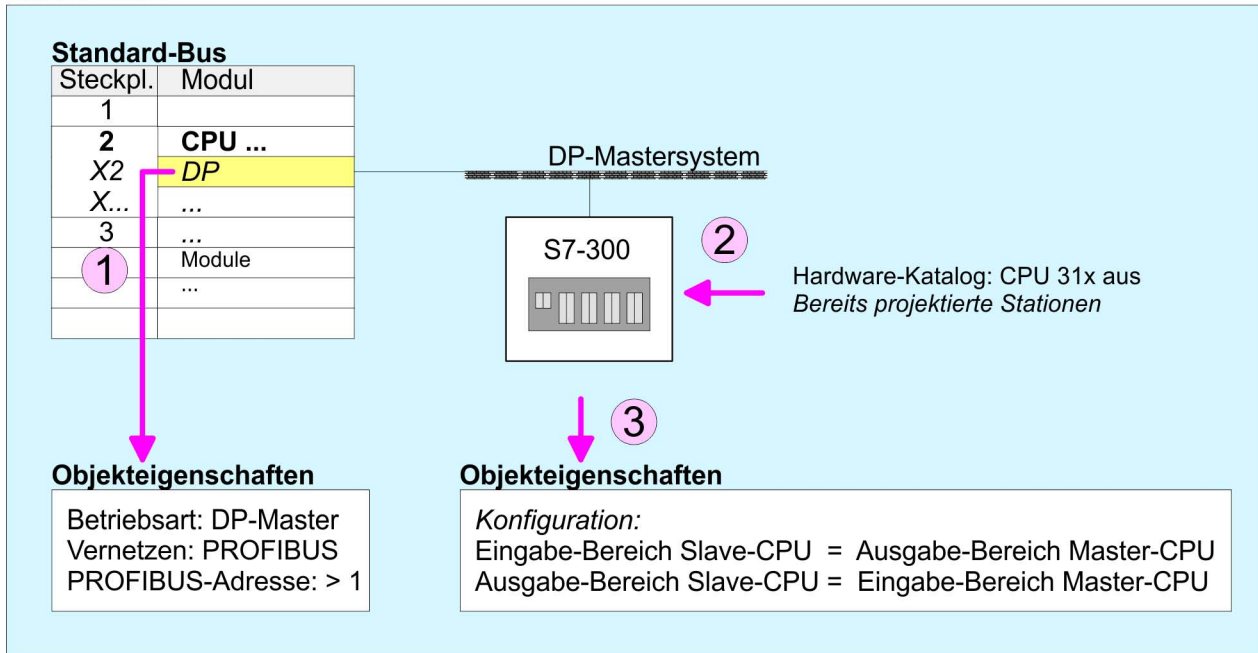 Standard-Bus
Steckpl. Modul
1
2 CPU ...
X2 DP
X... ...
3 ...
Module
...
1
DP-Mastersystem
S7-300
2
Hardware-Katalog: CPU 31x aus
Bereits projektierte Stationen
3
Objekteigenschaften
Betriebsart: DP-Master
Vernetzen: PROFIBUS
PROFIBUS-Adresse: > 1
Objekteigenschaften
Konfiguration:
Eingabe-Bereich Slave-CPU = Ausgabe-Bereich Master-CPU
Ausgabe-Bereich Slave-CPU = Eingabe-Bereich Master-CPU